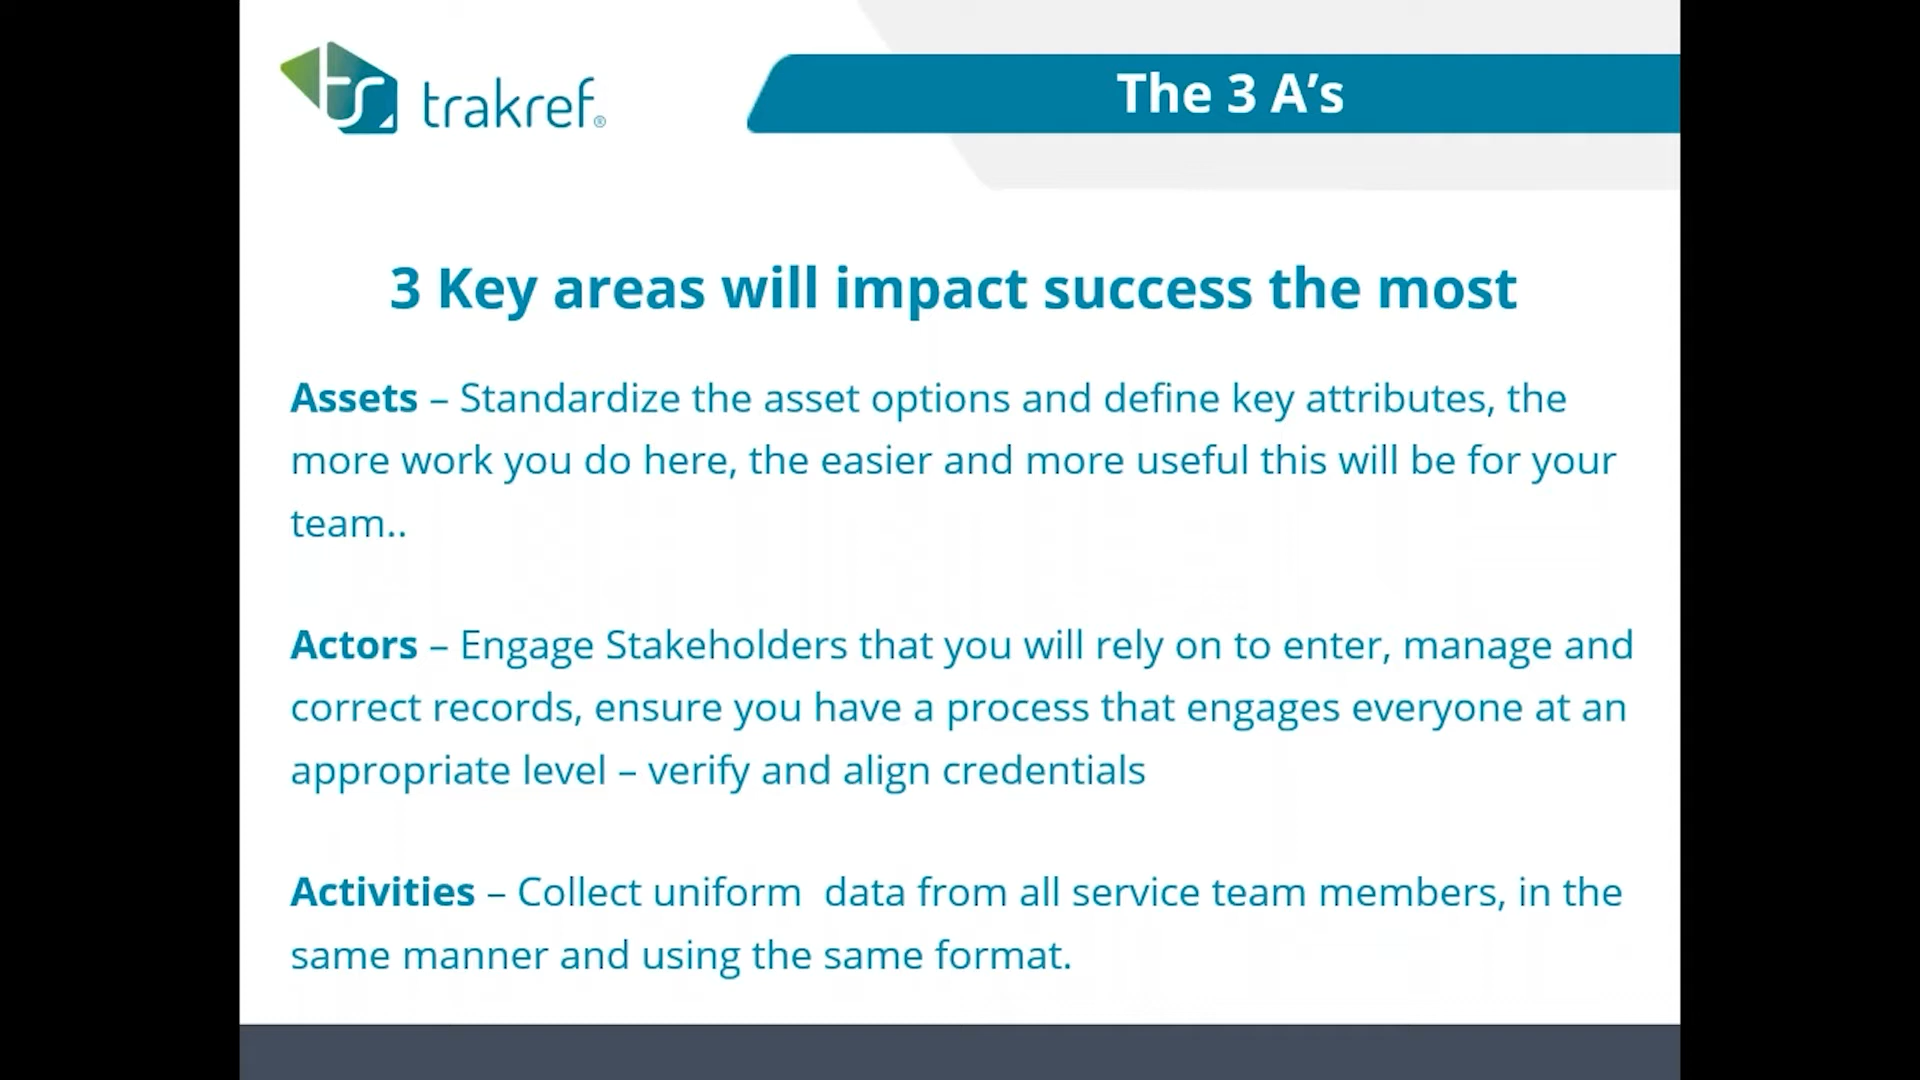 ts trakref®
The 3 A’s
3 Key areas will impact success the most
Assets – Standardize the asset options and define key attributes, the
more work you do here, the easier and more useful this will be for your
team..
Actors – Engage Stakeholders that you will rely on to enter, manage and
correct records, ensure you have a process that engages everyone at an
appropriate level – verify and align credentials
Activities – Collect uniform  data from all service team members, in the
same manner and using the same format.